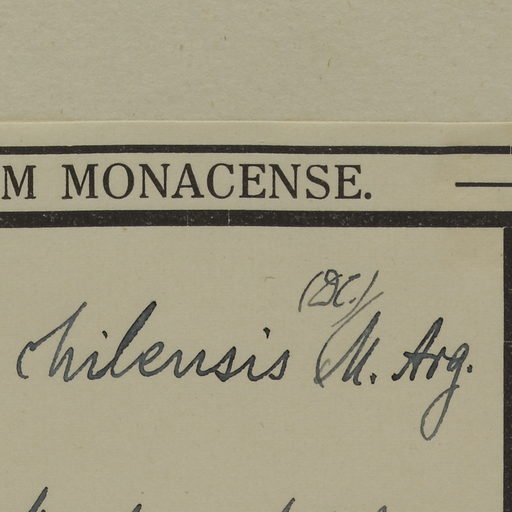 M MONACENSE.
(DC.)
chilensis M. Arg.